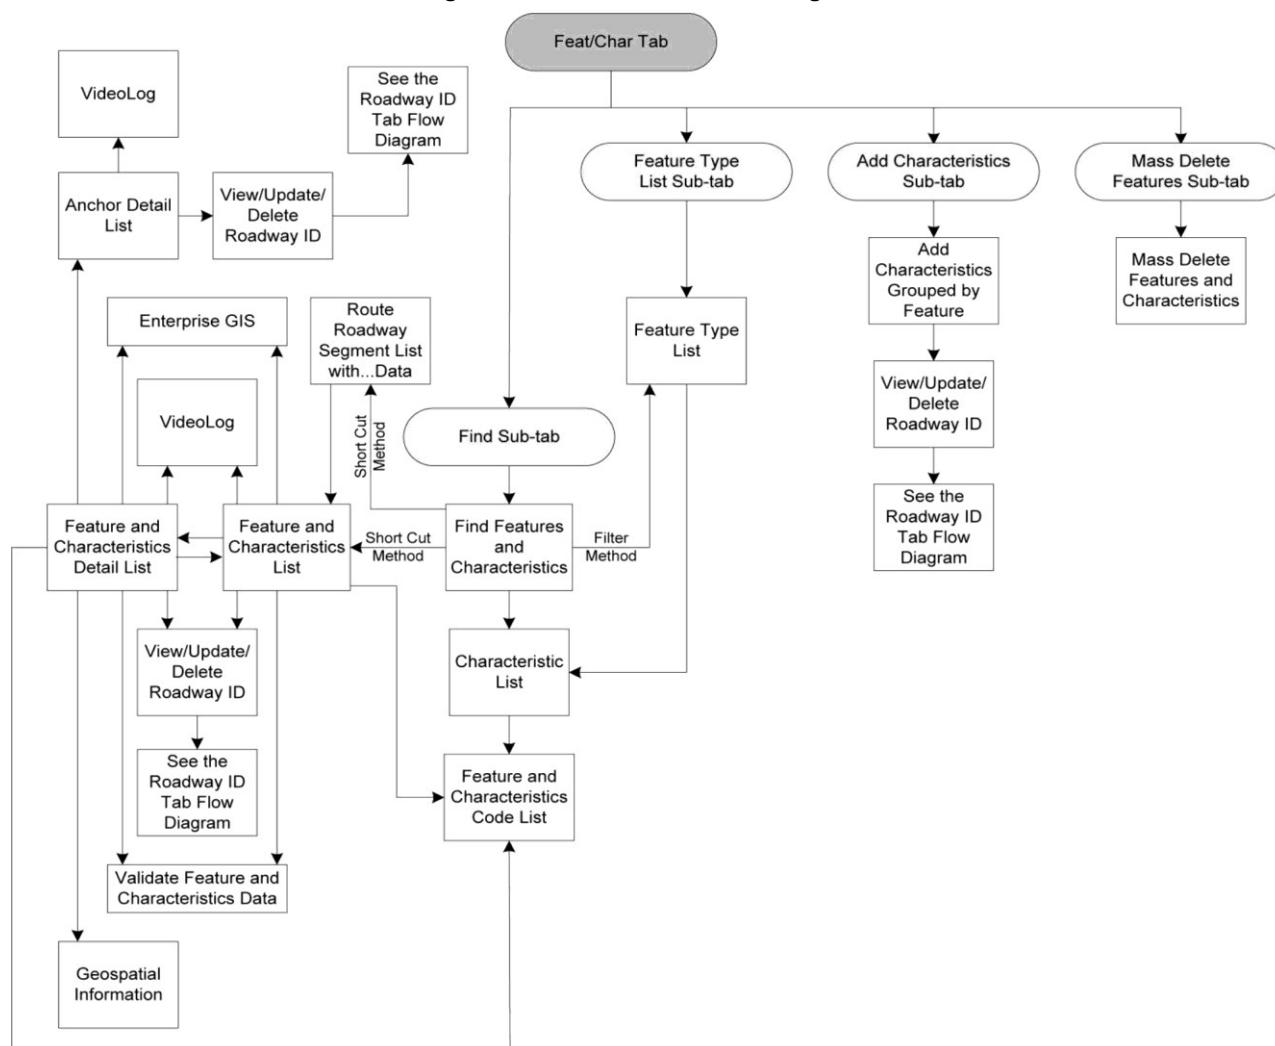 Feat/Char Tab
VideoLog
See the
Roadway ID
Tab Flow
Diagram
Feature Type
List Sub-tab
Add Characteristics
Sub-tab
Mass Delete
Features Sub-tab
Anchor Detail
List
View/Update/
Delete
Roadway ID
Add
Characteristics
Grouped by
Feature
Mass Delete
Features and
Characteristics
Enterprise GIS
Route
Roadway
Segment List
with...Data
Feature Type
List
View/Update/
Delete
Roadway ID
VideoLog
Short Cut
Method
Find Sub-tab
See the
Roadway ID
Tab Flow
Diagram
Feature and
Characteristics
Detail List
Feature and
Characteristics
List
Short Cut
Method
Find Features
and
Characteristics
Filter
Method
View/Update/
Delete
Roadway ID
Characteristic
List
See the
Roadway ID
Tab Flow
Diagram
Feature and
Characteristics
Code List
Validate Feature and
Characteristics Data
Geospatial
Information